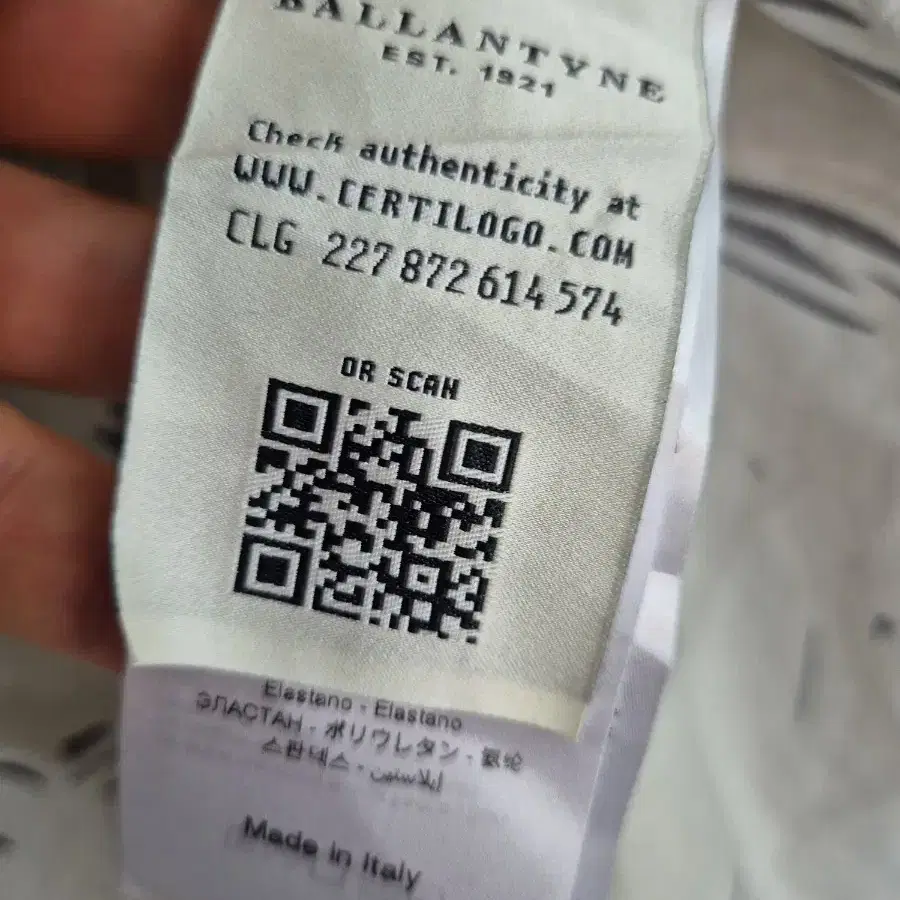 BALLANTYNE
EST. 1921
Check authenticity at
WWW.CERTILOGO.COM
CLG 227 872 614 574
OR SCAN
Elastano - Elastano
ЭЛАСТАН - ポリウレタン - 氨纶
스판덱스 - إيلاستين
Made in Italy